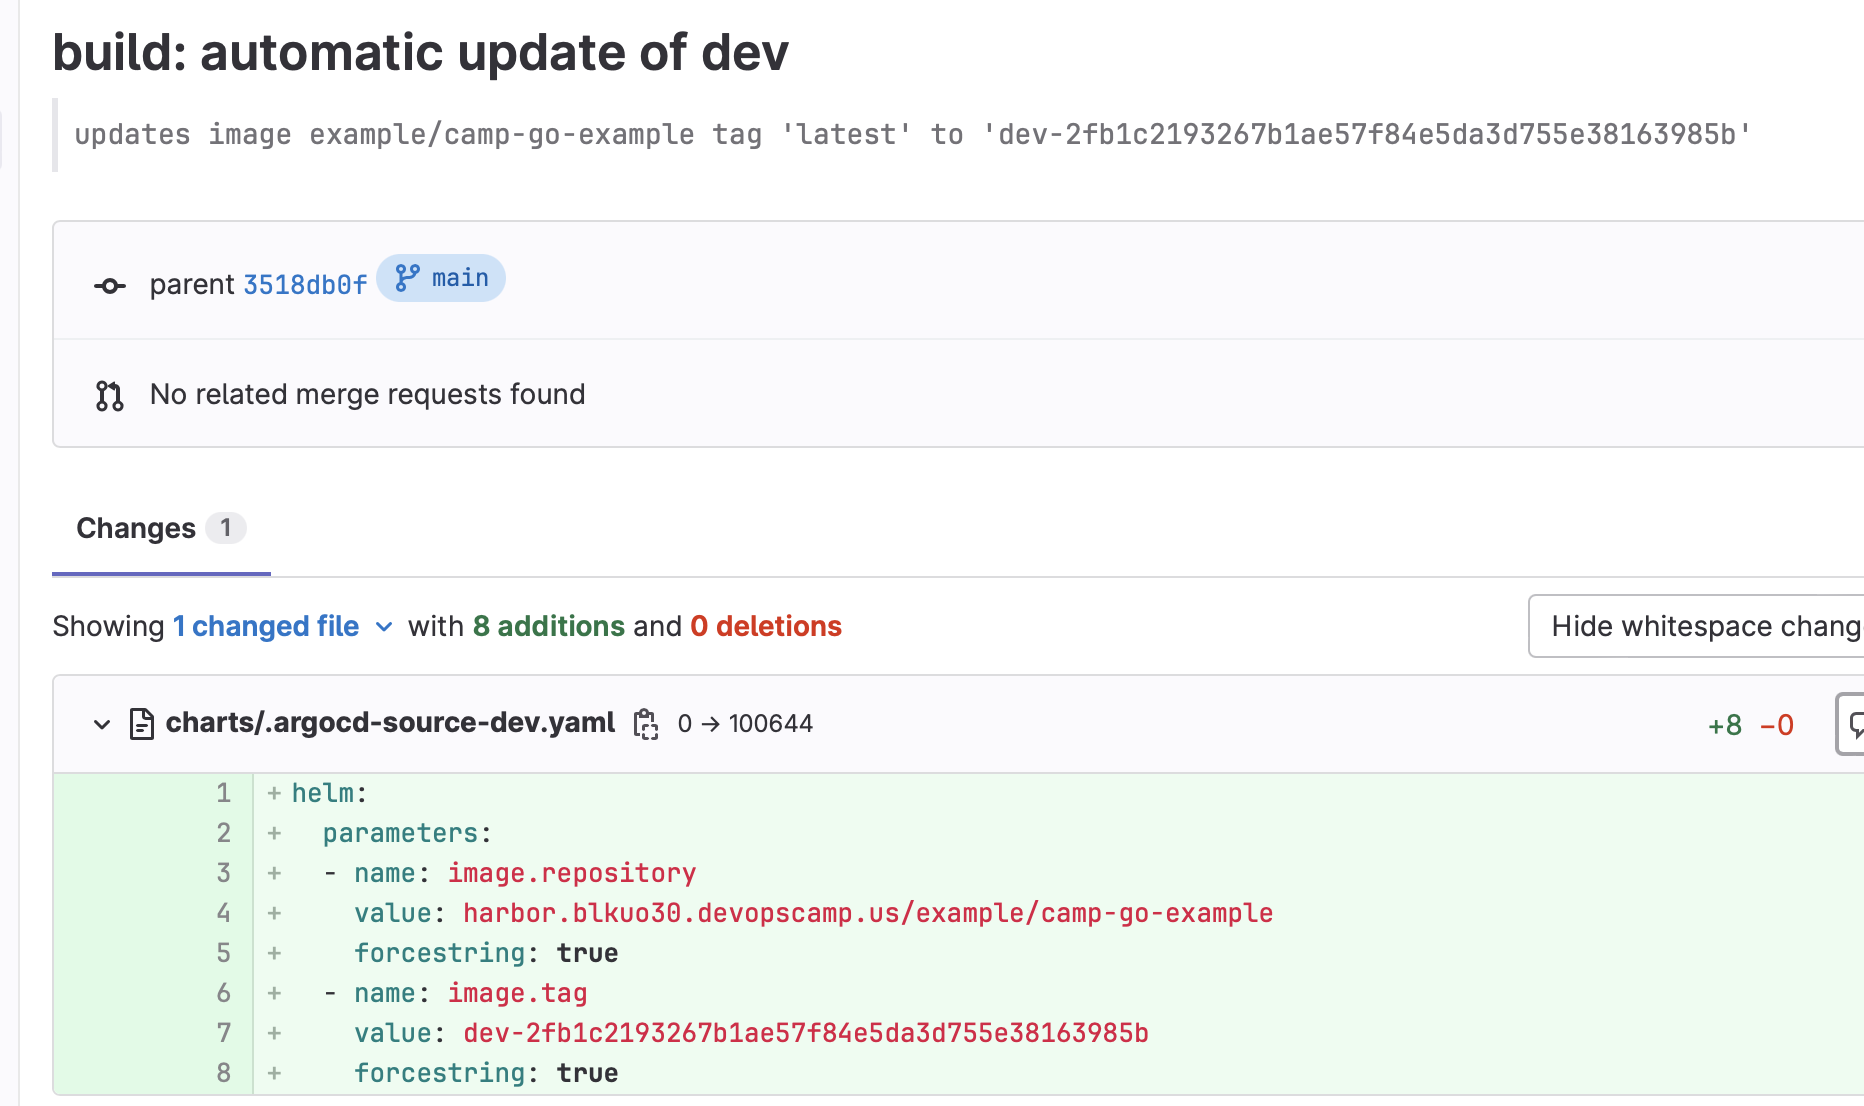 build: automatic update of dev
updates image example/camp-go-example tag 'latest' to 'dev-2fb1c2193267b1ae57f84e5da3d755e38163985b'
parent 3518db0f main
No related merge requests found
Changes 1
Showing 1 changed file with 8 additions and 0 deletions
Hide whitespace chang
charts/.argocd-source-dev.yaml 0 → 100644
+8 −0
1 + helm:
2 +   parameters:
3 +   - name: image.repository
4 +     value: harbor.blkuo30.devopscamp.us/example/camp-go-example
5 +     forcestring: true
6 +   - name: image.tag
7 +     value: dev-2fb1c2193267b1ae57f84e5da3d755e38163985b
8 +     forcestring: true